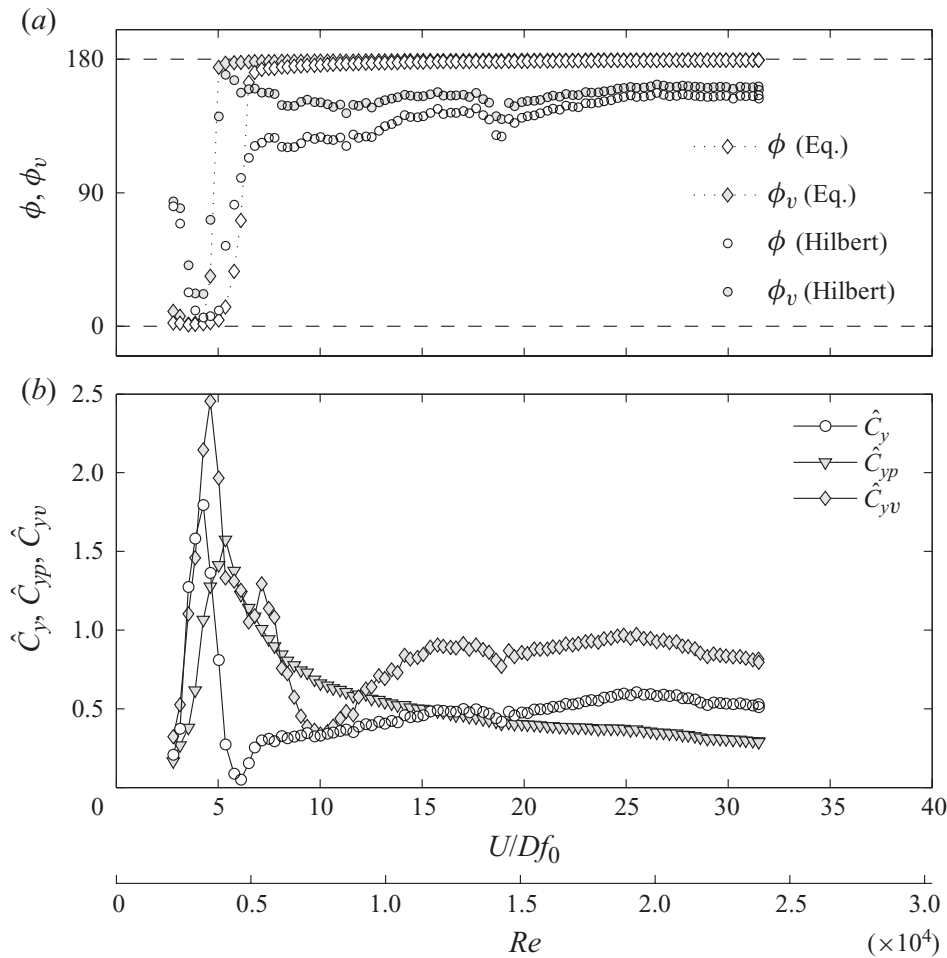 (a)
180
90
0
ϕ, ϕ_v
ϕ (Eq.)
ϕ_v (Eq.)
ϕ (Hilbert)
ϕ_v (Hilbert)
(b)
2.5
2.0
1.5
1.0
0.5
0
Ĉ_y, Ĉ_yp, Ĉ_yv
Ĉ_y
Ĉ_yp
Ĉ_yv
5 10 15 20 25 30 35 40
U/Df_0
0 0.5 1.0 1.5 2.0 2.5 3.0
Re (×10^4)